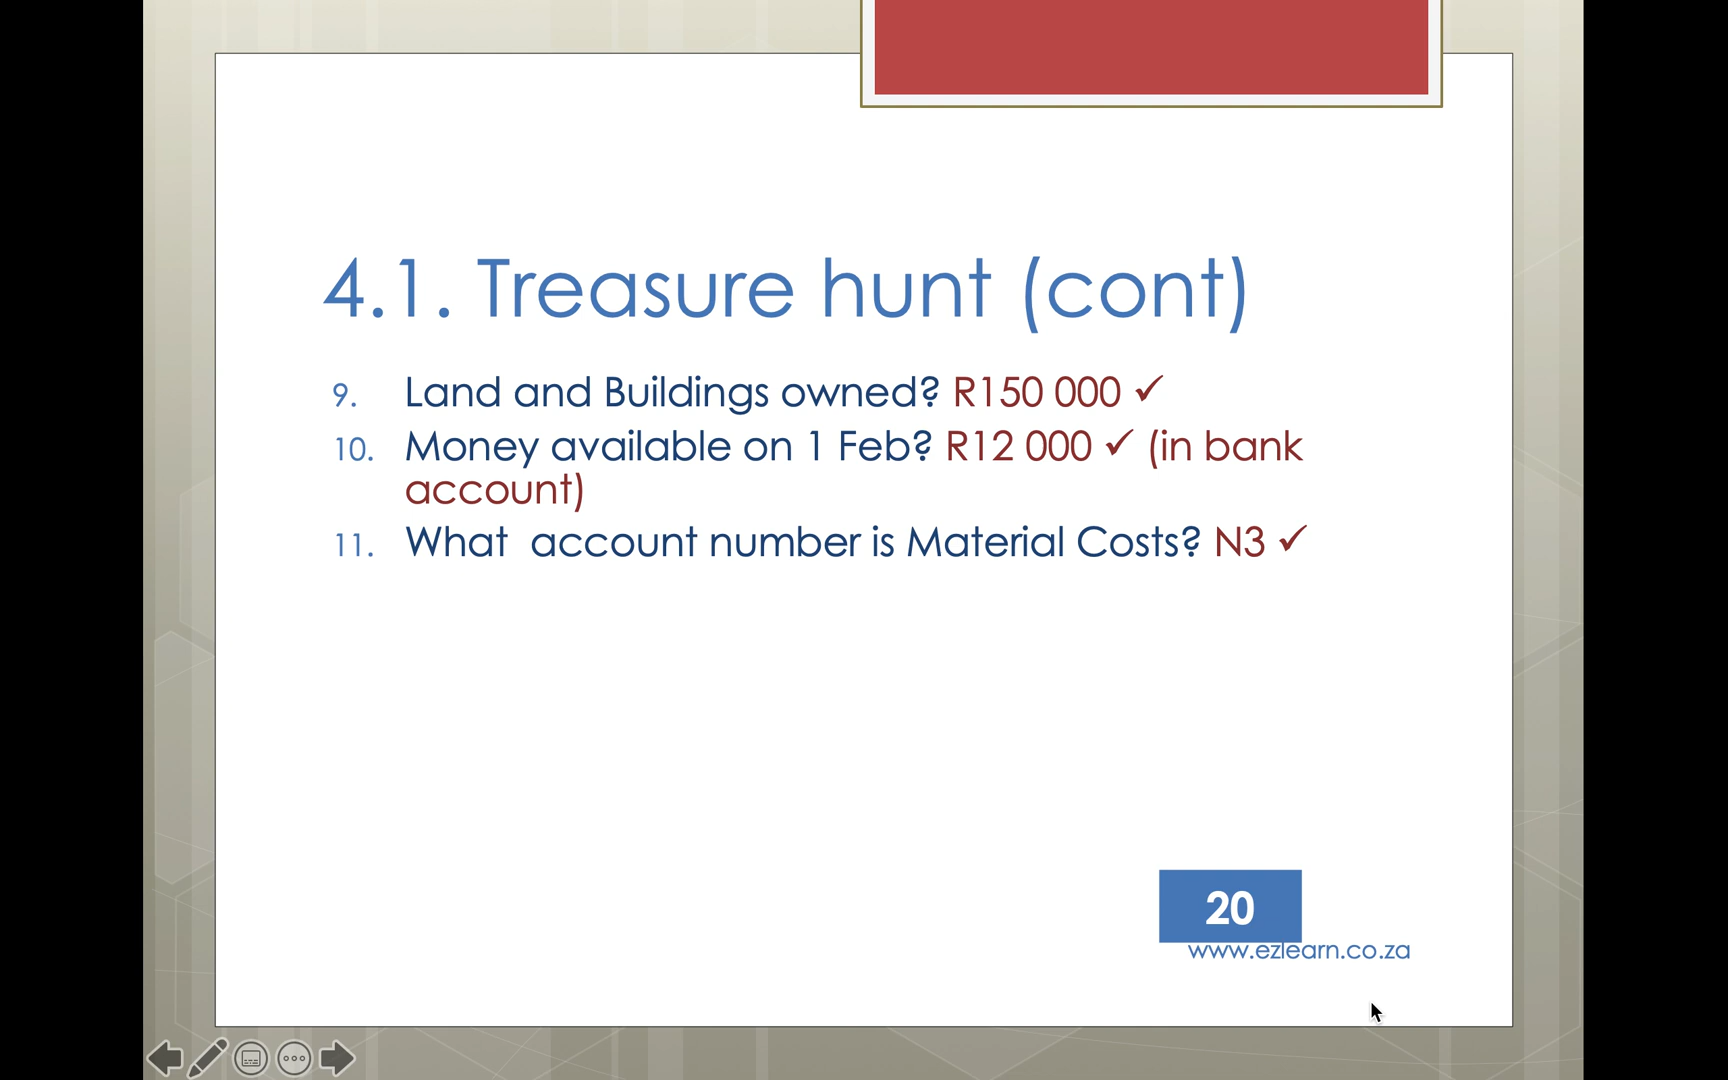 4.1. Treasure hunt (cont)
9. Land and Buildings owned? R150 000 ✓
10. Money available on 1 Feb? R12 000 ✓ (in bank
account)
11. What  account number is Material Costs? N3 ✓
20
www.ezlearn.co.za